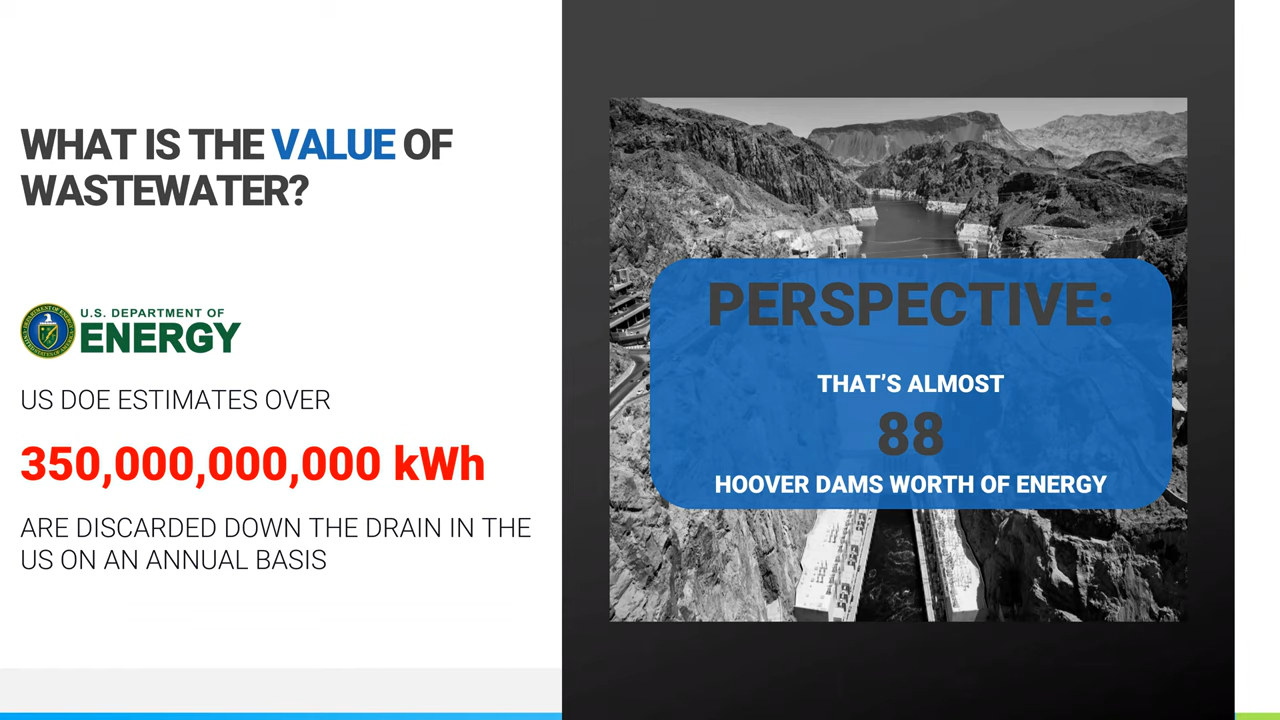 WHAT IS THE VALUE OF
WASTEWATER?
U.S. DEPARTMENT OF
ENERGY
US DOE ESTIMATES OVER
350,000,000,000 kWh
ARE DISCARDED DOWN THE DRAIN IN THE
US ON AN ANNUAL BASIS
PERSPECTIVE:
THAT'S ALMOST
88
HOOVER DAMS WORTH OF ENERGY